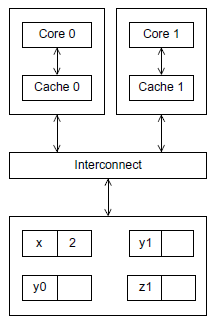 Core 0 Core 1
Cache 0 Cache 1
Interconnect
x 2 y1
y0 z1